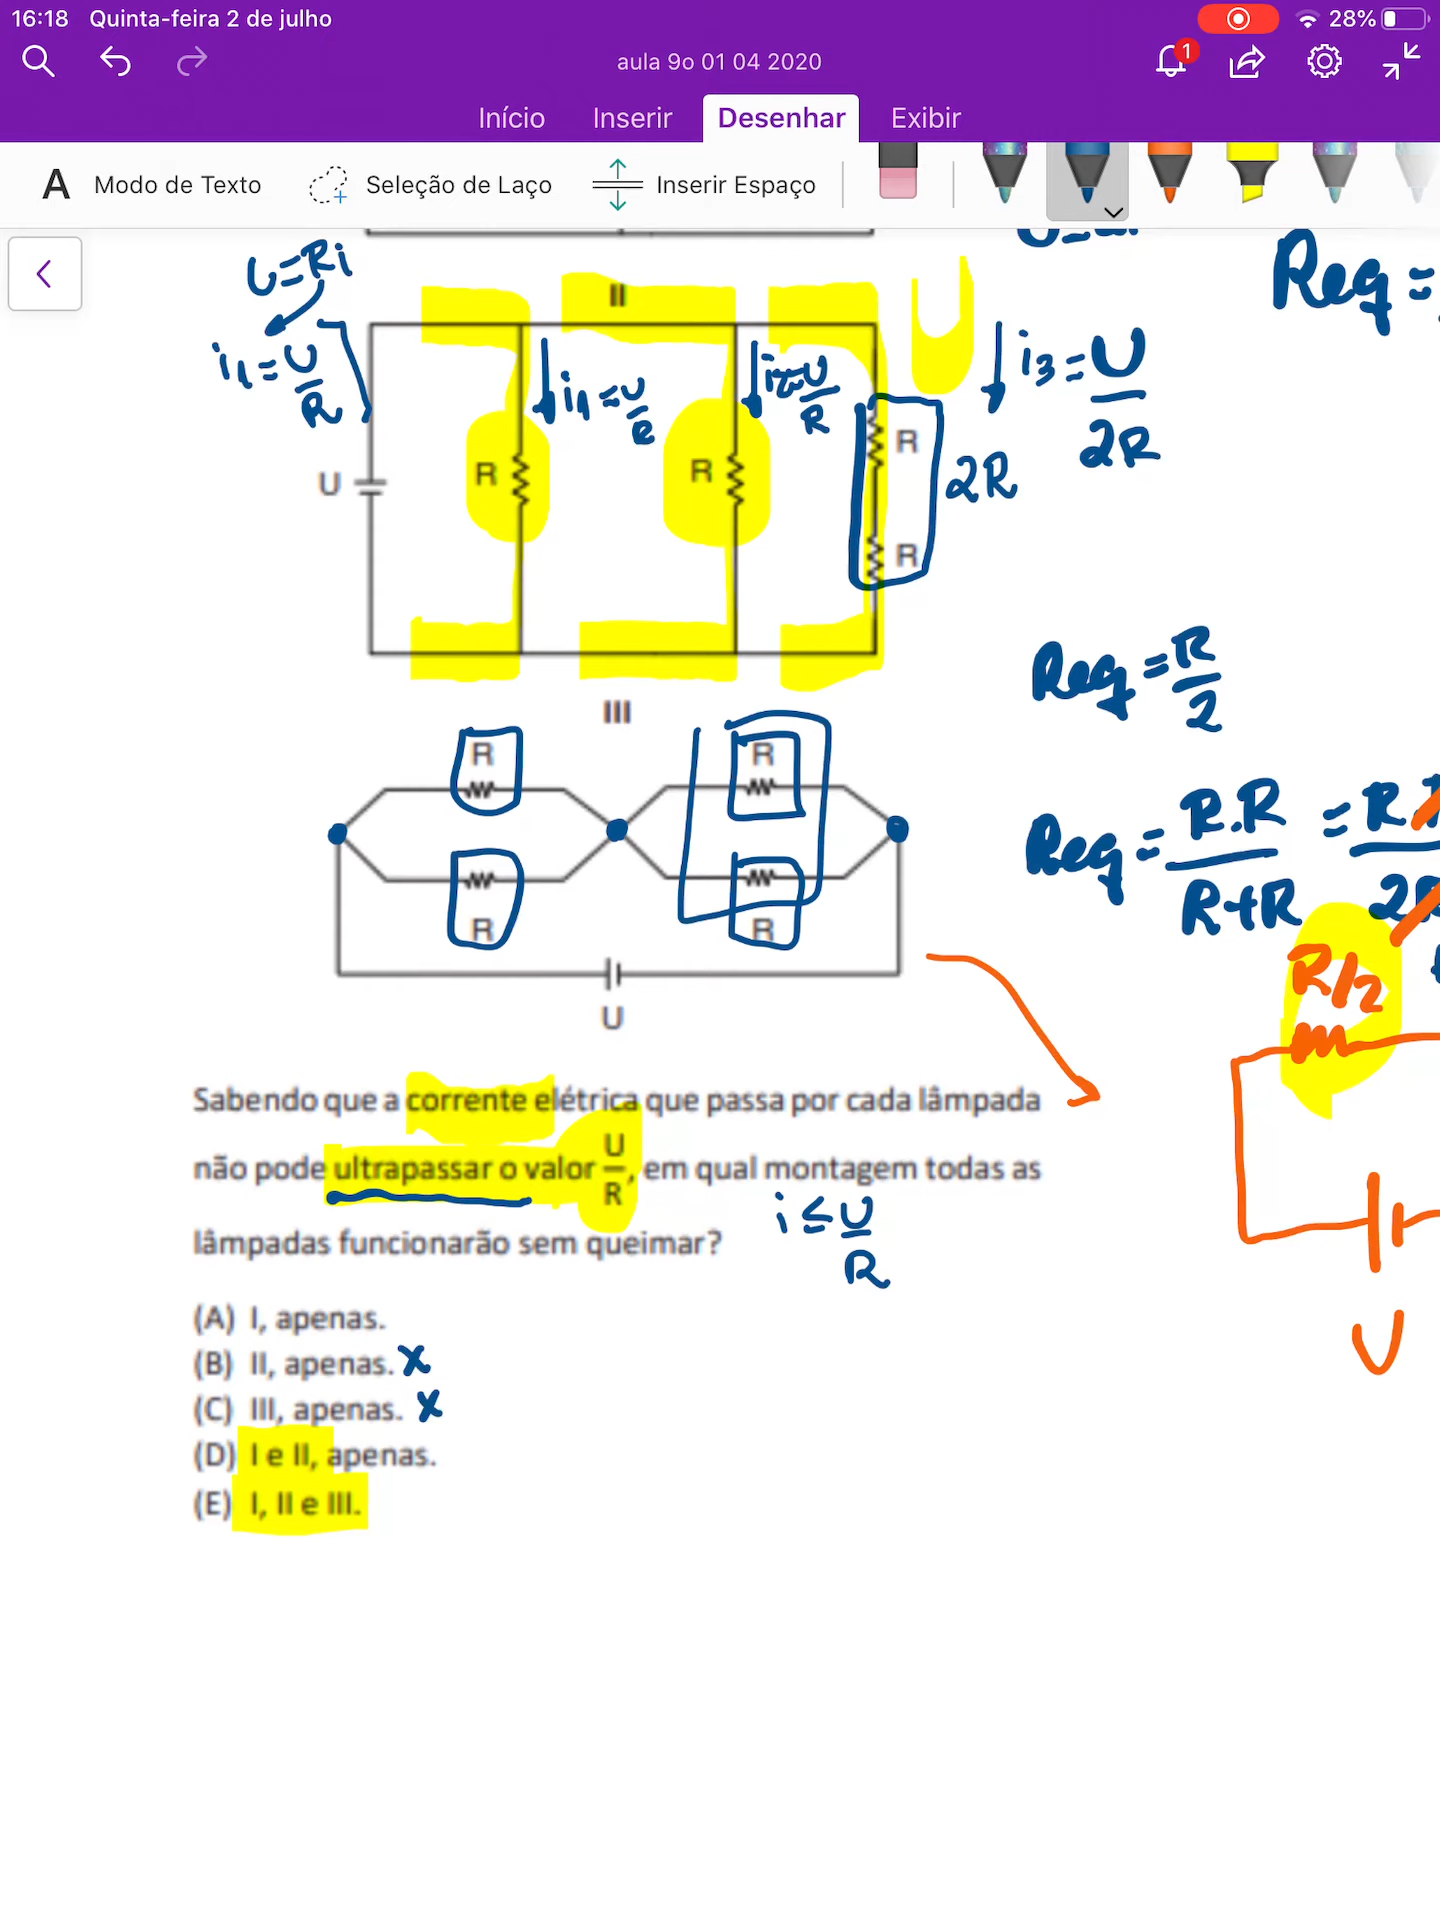 16:18 Quinta-feira 2 de julho
28%
aula 9o 01 04 2020
1
Início Inserir Desenhar Exibir
A Modo de Texto Seleção de Laço Inserir Espaço
U=Ri
Req =
II
i1=U/R
i1=U/R
U/R
i3=U/2R
U
R
R
R
2R
R
Req=R/2
III
R
R
Req=R.R/R+R = R
2R
R
R
R/2
U
Sabendo que a corrente elétrica que passa por cada lâmpada
não pode ultrapassar o valor U/R, em qual montagem todas as
i≤U/R
lâmpadas funcionarão sem queimar?
(A) I, apenas.
(B) II, apenas. x
(C) III, apenas. x
(D) I e II, apenas.
(E) I, II e III.
U